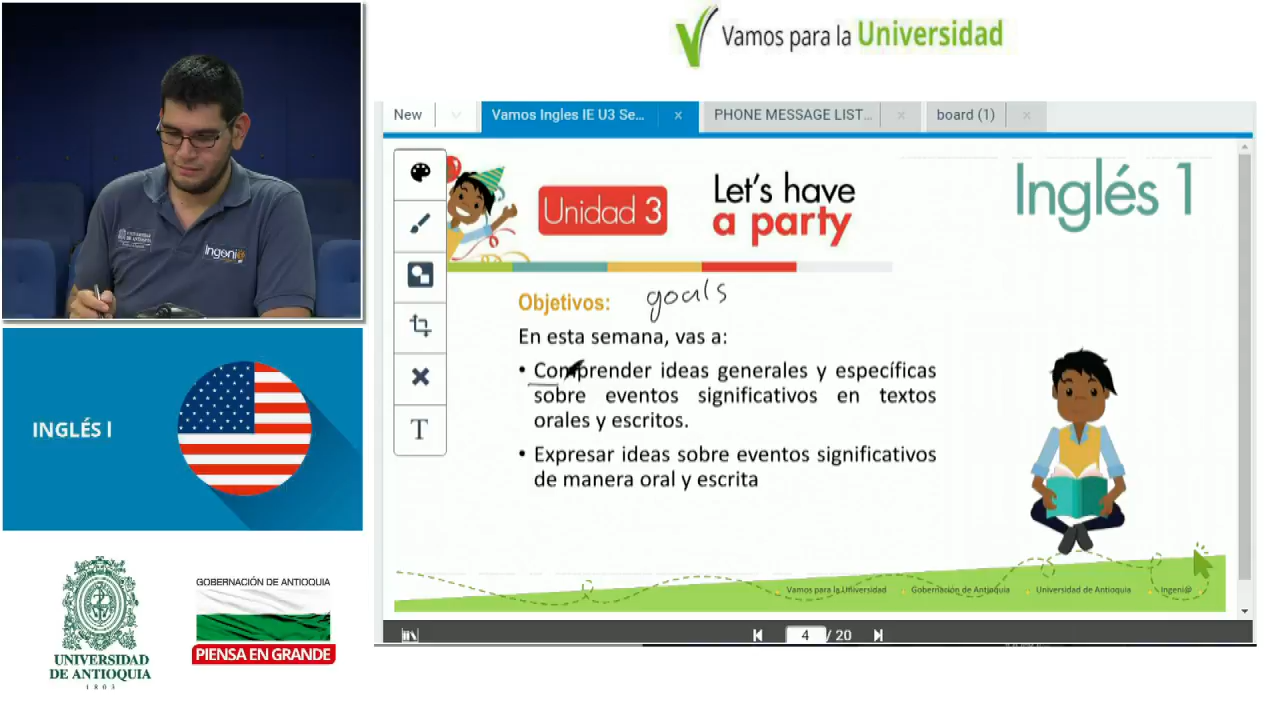 Vamos para la Universidad
New
Vamos Ingles IE U3 Se...
PHONE MESSAGE LIST...
board (1)
Unidad 3
Let's have
a party
Inglés 1
Objetivos: goals
En esta semana, vas a:
• Comprender ideas generales y específicas
sobre eventos significativos en textos
orales y escritos.
• Expresar ideas sobre eventos significativos
de manera oral y escrita
Vamos para la Universidad
Gobernación de Antioquia
Universidad de Antioquia
Ingeni@
4 / 20
ingeni@
INGLÉS I
UNIVERSIDAD
DE ANTIOQUIA
1803
GOBERNACIÓN DE ANTIOQUIA
PIENSA EN GRANDE